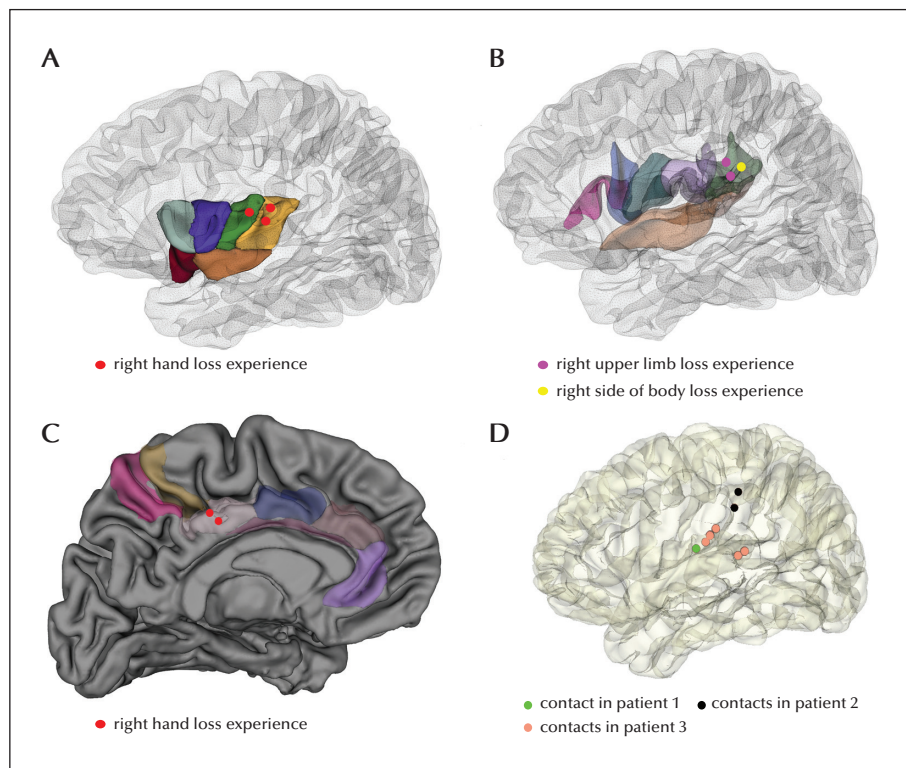 A
B
right hand loss experience
right upper limb loss experience
right side of body loss experience
C
D
right hand loss experience
contact in patient 1
contacts in patient 2
contacts in patient 3